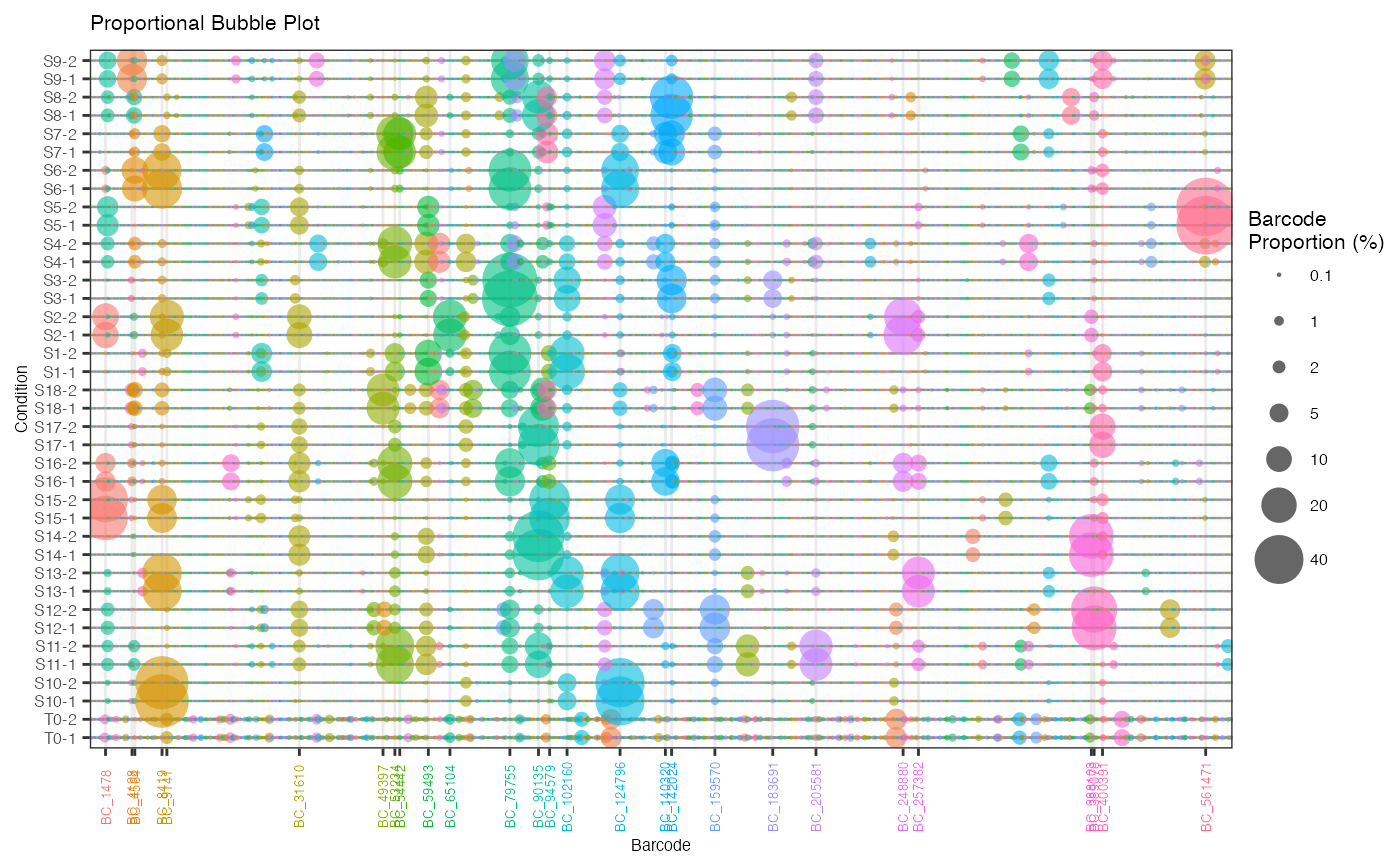 Proportional Bubble Plot
S9-2
S9-1
S8-2
S8-1
S7-2
S7-1
S6-2
S6-1
S5-2
S5-1
S4-2
S4-1
S3-2
S3-1
S2-2
S2-1
S1-2
S1-1
S18-2
S18-1
S17-2
S17-1
S16-2
S16-1
S15-2
S15-1
S14-2
S14-1
S13-2
S13-1
S12-2
S12-1
S11-2
S11-1
S10-2
S10-1
T0-2
T0-1
Condition
BC_1478
BC_9141
BC_31610
BC_49397
BC_54442
BC_59493
BC_65104
BC_79755
BC_90135
BC_94579
BC_102160
BC_124796
BC_142024
BC_159570
BC_183691
BC_205581
BC_248880
BC_257382
BC_400391
BC_561471
Barcode
Barcode
Proportion (%)
0.1
1
2
5
10
20
40